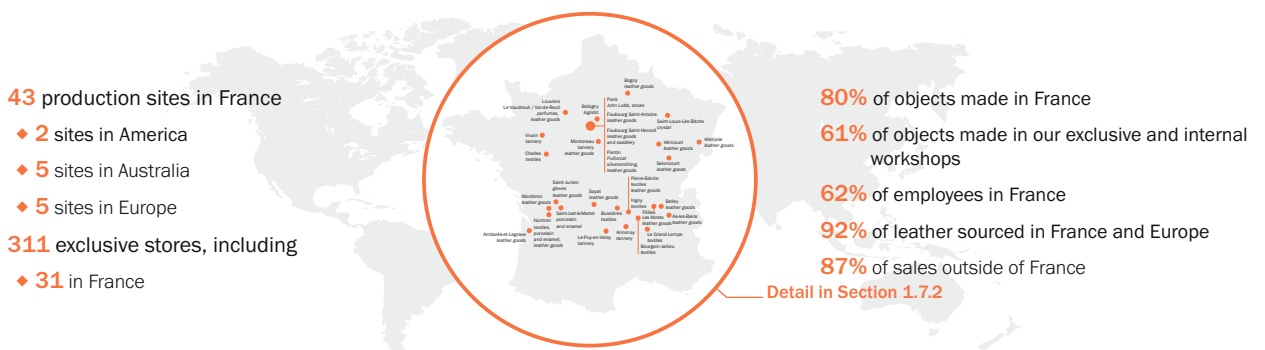 43 production sites in France
2 sites in America
5 sites in Australia
5 sites in Europe
311 exclusive stores, including
31 in France
Bogny
leather goods
Louviers
Le Vaudreuil / Val-de-Reuil
perfumes,
leather goods
Bobigny
logistic
Paris
John Lobb, shoes
Faubourg Saint-Antoine
leather goods
Faubourg Saint-Honoré
leather goods
and saddlery
Pantin
Puiforcat
silversmithing,
leather goods
Saint-Louis-Lès-Bitche
crystal
Vivoin
tannery
Montereau
tannery
leather goods
Héricourt
leather goods
Allenjoie
leather goods
Challes
textiles
Seloncourt
leather goods
Saint-Junien
gloves
leather goods
Montbron
leather goods
Sayat
leather goods
Pierre-Bénite
textiles
leather goods
Irigny
textiles
Belley
leather goods
Nontron
textiles,
porcelain
and enamel,
leather goods
Saint-Just-le-Martel
porcelain
and enamel
Bussières
textiles
Fitilieu
Les Abrets
leather goods
Aix-les-Bains
leather goods
Ambarès-et-Lagrave
leather goods
Le-Puy-en-Velay
tannery
Annonay
tannery
Le Grand-Lemps
textiles
Bourgoin-Jallieu
textiles
80% of objects made in France
61% of objects made in our exclusive and internal
workshops
62% of employees in France
92% of leather sourced in France and Europe
87% of sales outside of France
Detail in Section 1.7.2